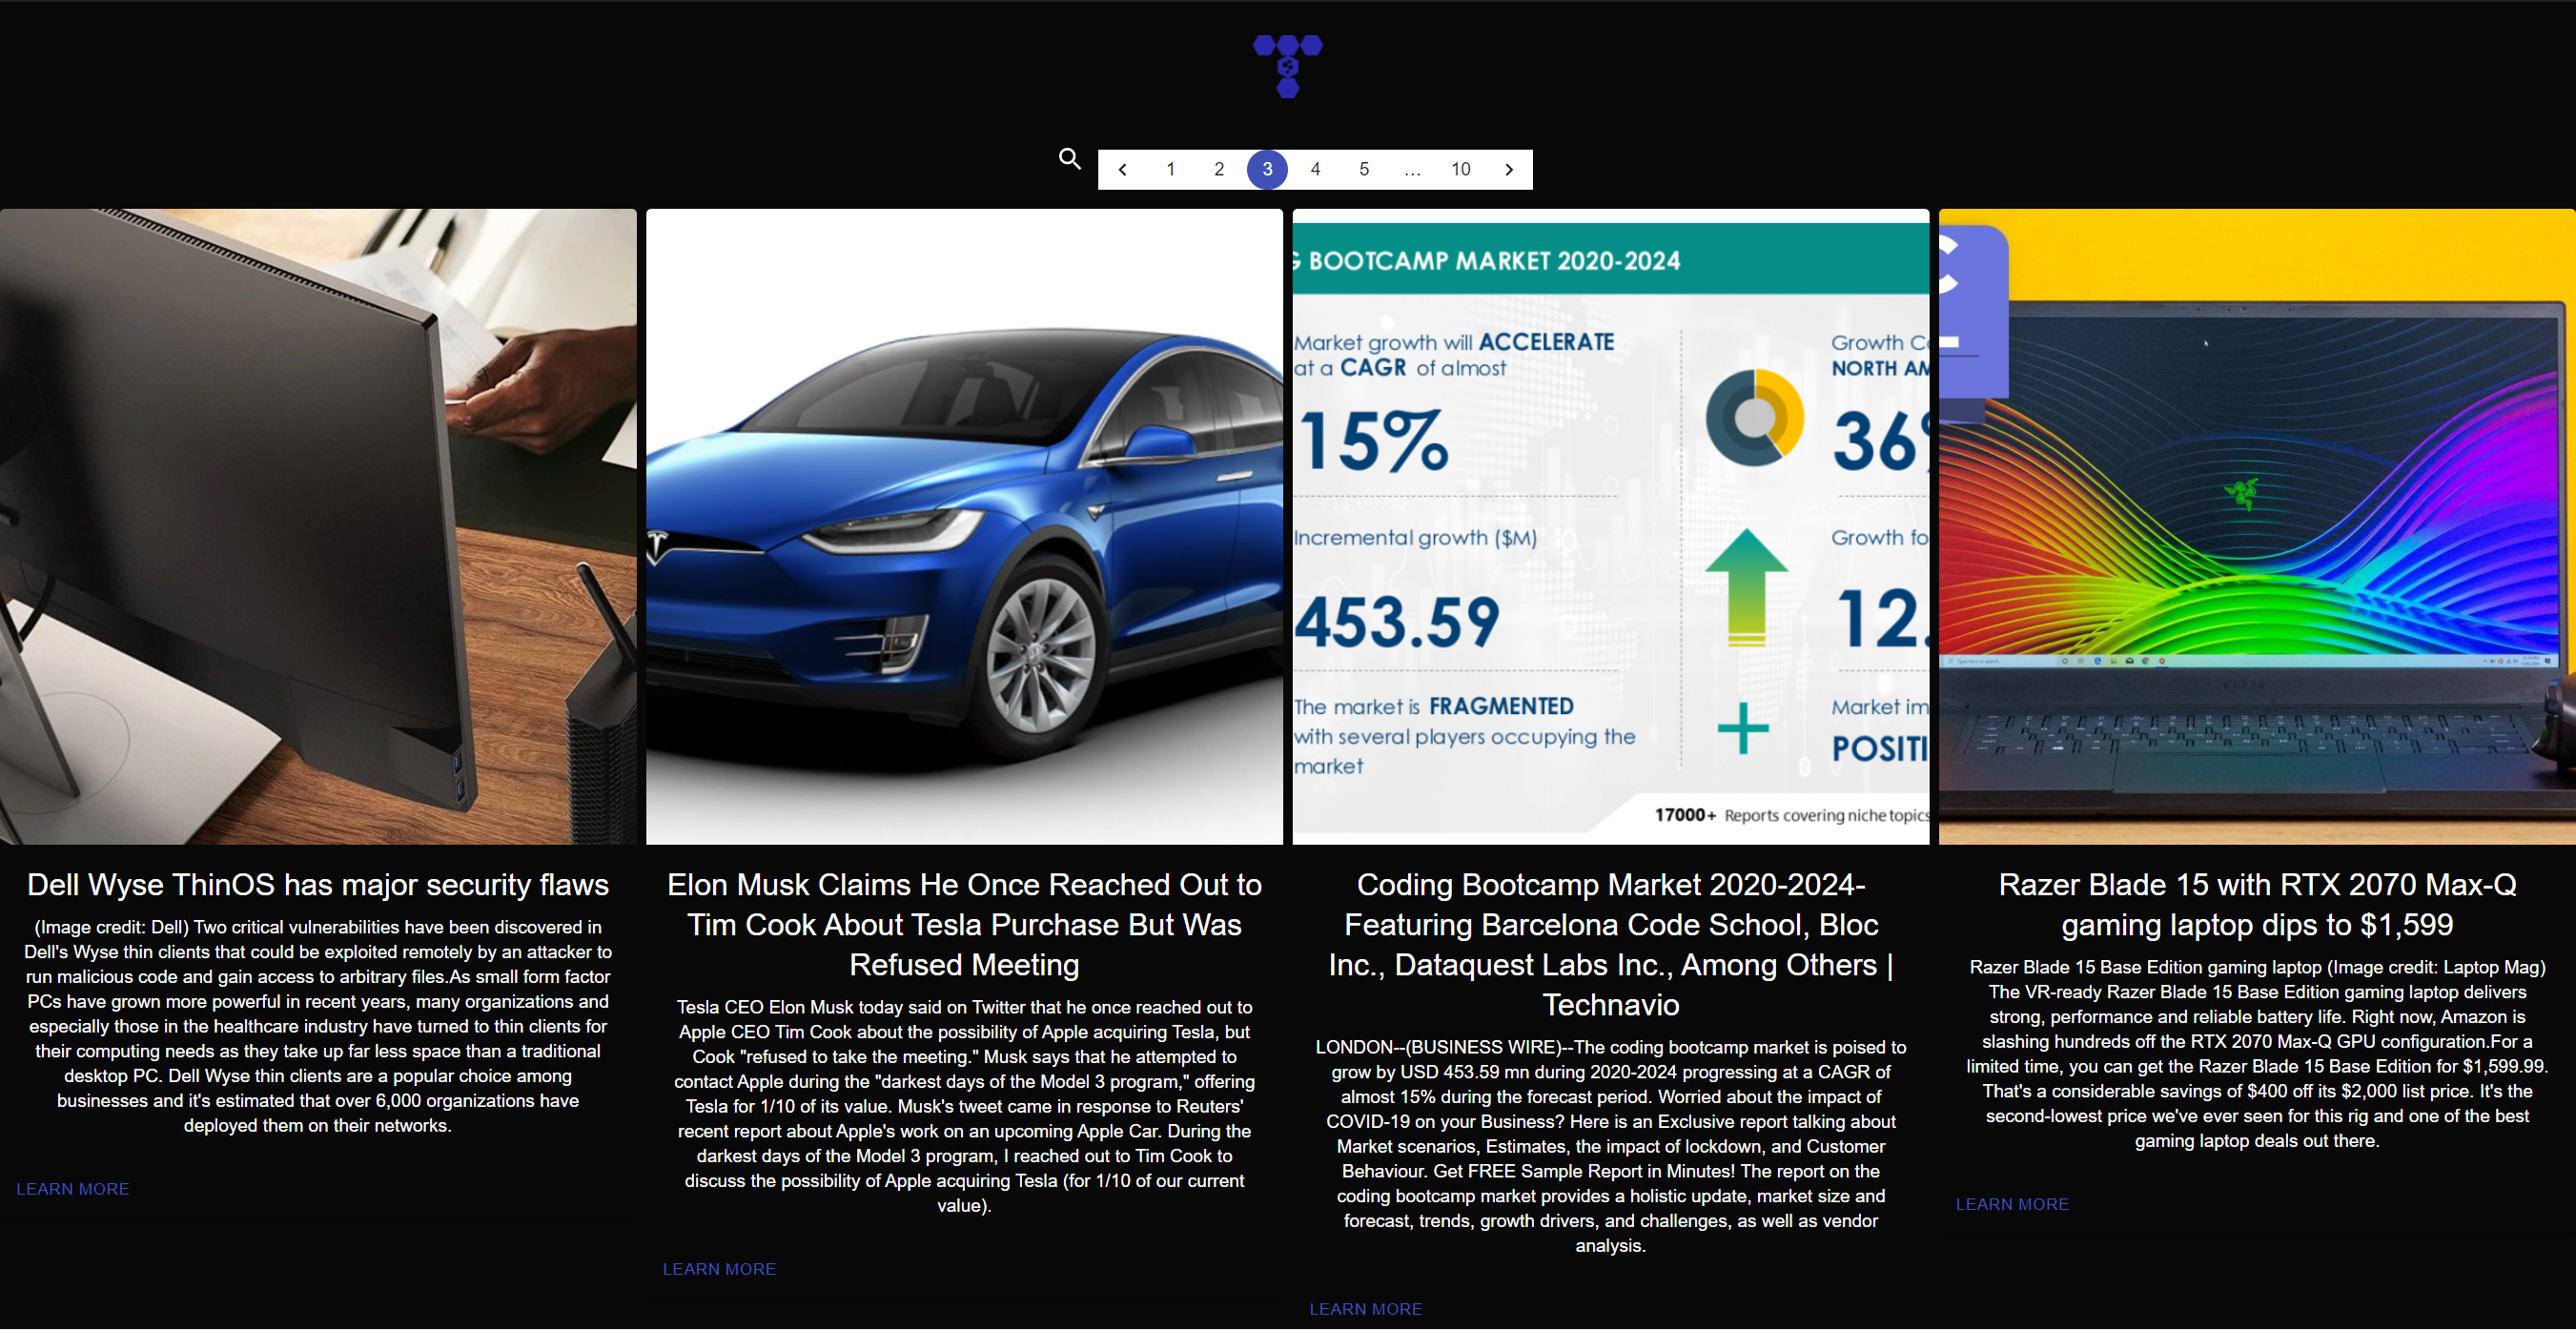 1 2 3 4 5 ... 10
BOOTCAMP MARKET 2020-2024
Market growth will ACCELERATE
at a CAGR of almost
15%
Incremental growth ($M)
453.59
The market is FRAGMENTED
with several players occupying the
market
Growth
NORTH
36
Growth
12.
Market
17000+ Reports covering niche topics
Dell Wyse ThinOS has major security flaws
(Image credit: Dell) Two critical vulnerabilities have been discovered in
Dell's Wyse thin clients that could be exploited remotely by an attacker to
run malicious code and gain access to arbitrary files.As small form factor
PCs have grown more powerful in recent years, many organizations and
especially those in the healthcare industry have turned to thin clients for
their computing needs as they take up far less space than a traditional
desktop PC. Dell Wyse thin clients are a popular choice among
businesses and it's estimated that over 6,000 organizations have
deployed them on their networks.
LEARN MORE
Elon Musk Claims He Once Reached Out to
Tim Cook About Tesla Purchase But Was
Refused Meeting
Tesla CEO Elon Musk today said on Twitter that he once reached out to
Apple CEO Tim Cook about the possibility of Apple acquiring Tesla, but
Cook "refused to take the meeting." Musk says that he attempted to
contact Apple during the "darkest days of the Model 3 program," offering
Tesla for 1/10 of its value. Musk's tweet came in response to Reuters'
recent report about Apple's work on an upcoming Apple Car. During the
darkest days of the Model 3 program, I reached out to Tim Cook to
discuss the possibility of Apple acquiring Tesla (for 1/10 of our current
value).
LEARN MORE
Coding Bootcamp Market 2020-2024-
Featuring Barcelona Code School, Bloc
Inc., Dataquest Labs Inc., Among Others |
Technavio
LONDON--(BUSINESS WIRE)--The coding bootcamp market is poised to
grow by USD 453.59 mn during 2020-2024 progressing at a CAGR of
almost 15% during the forecast period. Worried about the impact of
COVID-19 on your Business? Here is an Exclusive report talking about
Market scenarios, Estimates, the impact of lockdown, and Customer
Behaviour. Get FREE Sample Report in Minutes! The report on the
coding bootcamp market provides a holistic update, market size and
forecast, trends, growth drivers, and challenges, as well as vendor
analysis.
LEARN MORE
Razer Blade 15 with RTX 2070 Max-Q
gaming laptop dips to $1,599
Razer Blade 15 Base Edition gaming laptop (Image credit: Laptop Mag)
The VR-ready Razer Blade 15 Base Edition gaming laptop delivers
strong, performance and reliable battery life. Right now, Amazon is
slashing hundreds off the RTX 2070 Max-Q GPU configuration.For a
limited time, you can get the Razer Blade 15 Base Edition for $1,599.99.
That's a considerable savings of $400 off its $2,000 list price. It's the
second-lowest price we've ever seen for this rig and one of the best
gaming laptop deals out there.
LEARN MORE